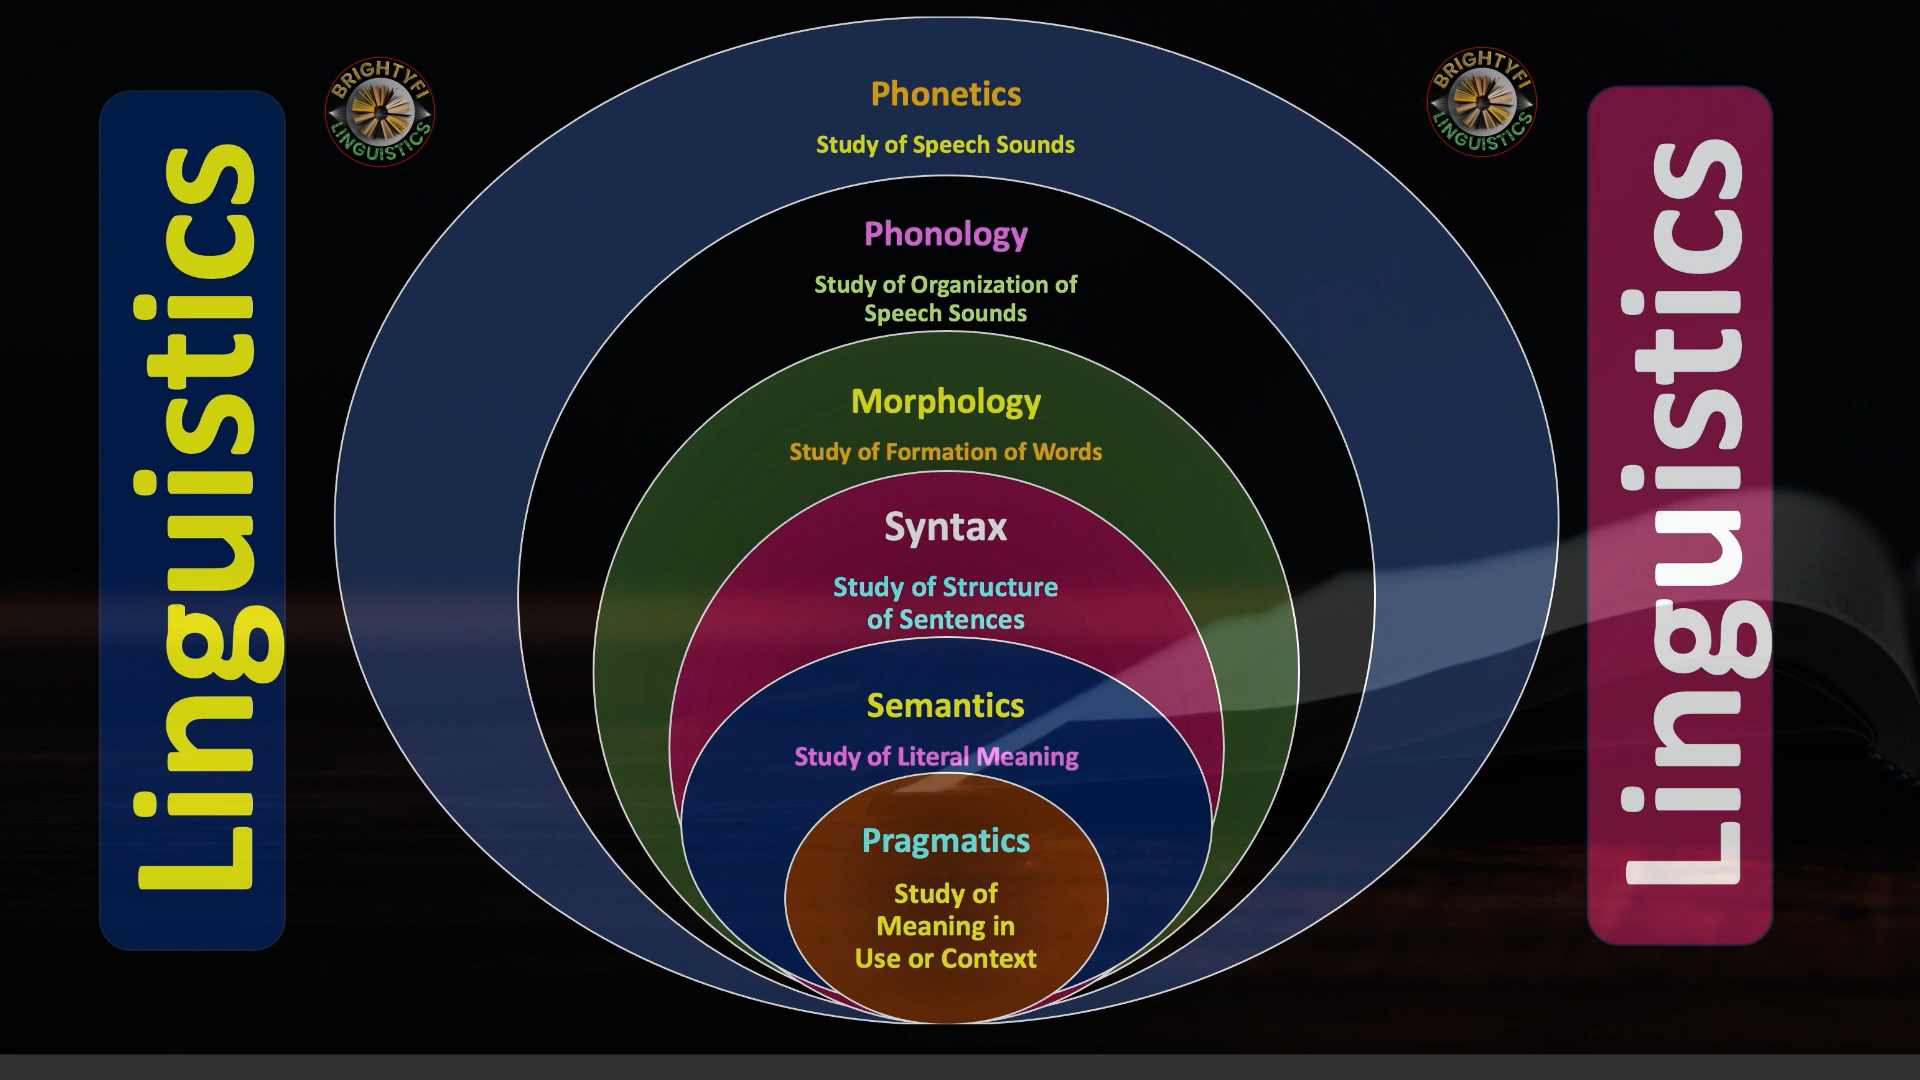 Linguistics
BRIGHTYFI
LINGUISTICS
Phonetics
Study of Speech Sounds
Phonology
Study of Organization of
Speech Sounds
Morphology
Study of Formation of Words
Syntax
Study of Structure
of Sentences
Semantics
Study of Literal Meaning
Pragmatics
Study of
Meaning in
Use or Context
BRIGHTYFI
LINGUISTICS
Linguistics